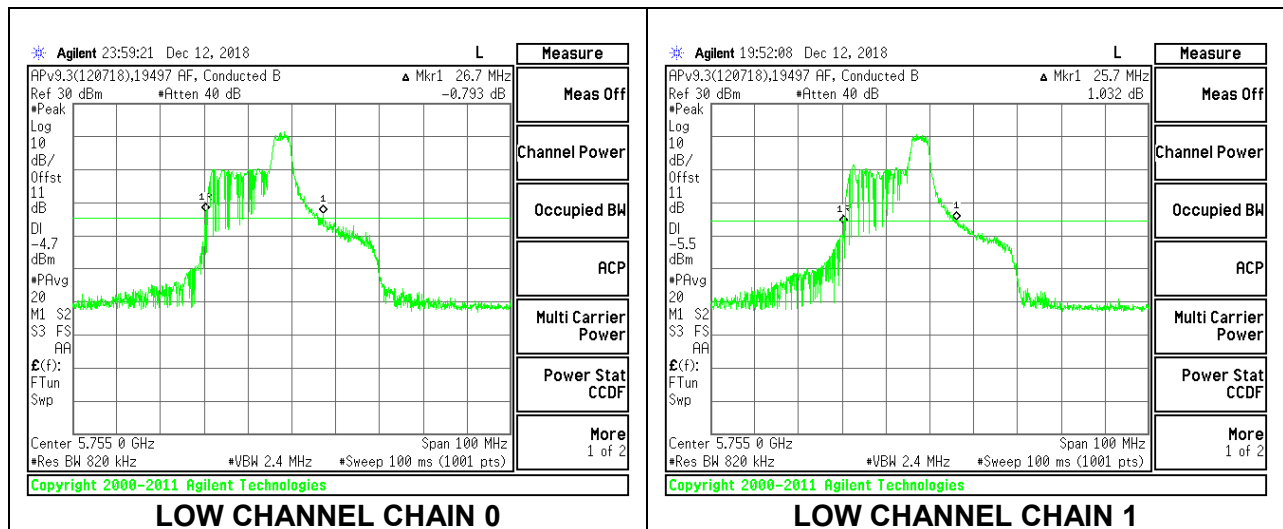 Agilent 23:59:21 Dec 12, 2018 L
Measure
APv9.3(120718),19497 AF, Conducted B
Δ Mkr1 26.7 MHz
Ref 30 dBm #Atten 40 dB -0.793 dB
Meas Off
#Peak
Log
10
dB/
Offst
11
dB
DI
-4.7
dBm
#PAvg
20
M1 S2
S3 FS
AA
£(f):
FTun
Swp
1R
1
Channel Power
Occupied BW
ACP
Multi Carrier
Power
Power Stat
CCDF
More
1 of 2
Center 5.755 0 GHz Span 100 MHz
#Res BW 820 kHz #VBW 2.4 MHz #Sweep 100 ms (1001 pts)
Copyright 2000-2011 Agilent Technologies
LOW CHANNEL CHAIN 0
Agilent 19:52:08 Dec 12, 2018 L
Measure
APv9.3(120718),19497 AF, Conducted B
Δ Mkr1 25.7 MHz
Ref 30 dBm #Atten 40 dB 1.032 dB
Meas Off
#Peak
Log
10
dB/
Offst
11
dB
DI
-5.5
dBm
#PAvg
20
M1 S2
S3 FS
AA
£(f):
FTun
Swp
1R
1
Channel Power
Occupied BW
ACP
Multi Carrier
Power
Power Stat
CCDF
More
1 of 2
Center 5.755 0 GHz Span 100 MHz
#Res BW 820 kHz #VBW 2.4 MHz #Sweep 100 ms (1001 pts)
Copyright 2000-2011 Agilent Technologies
LOW CHANNEL CHAIN 1